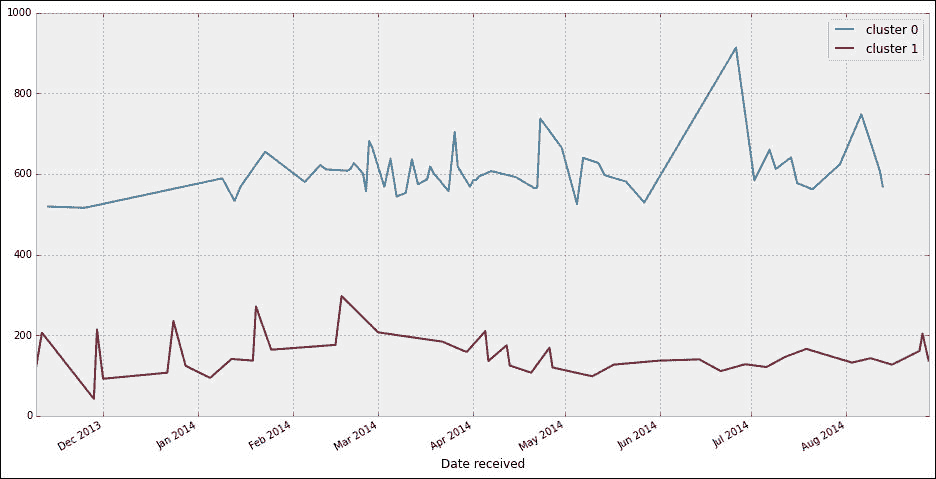 1000
800
600
400
200
0
cluster 0
cluster 1
Dec 2013
Jan 2014
Feb 2014
Mar 2014
Apr 2014
May 2014
Jun 2014
Jul 2014
Aug 2014
Date received